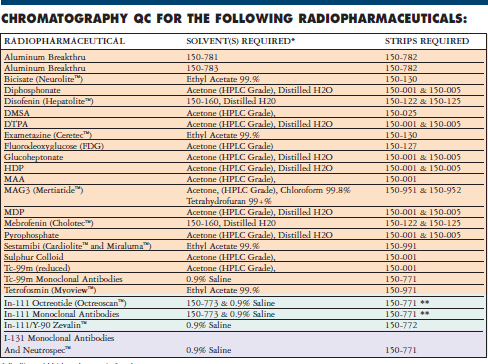 CHROMATOGRAPHY QC FOR THE FOLLOWING RADIOPHARMACEUTICALS:
RADIOPHARMACEUTICAL SOLVENT(S) REQUIRED* STRIPS REQUIRED
Aluminum Breakthru 150-781 150-782
Aluminum Breakthru 150-783 150-782
Bicisate (Neurolite™) Ethyl Acetate 99.% 150-130
Diphosphonate Acetone (HPLC Grade), Distilled H2O 150-001 & 150-005
Disofenin (Hepatolite™) 150-160, Distilled H20 150-122 & 150-125
DMSA Acetone (HPLC Grade), 150-025
DTPA Acetone (HPLC Grade), Distilled H2O 150-001 & 150-005
Exametazime (Ceretec™) Ethyl Acetate 99.% 150-130
Fluorodeoxyglucose (FDG) Acetone (HPLC Grade) 150-127
Glucoheptonate Acetone (HPLC Grade), Distilled H2O 150-001 & 150-005
HDP Acetone (HPLC Grade), Distilled H2O 150-001 & 150-005
MAA Acetone (HPLC Grade), 150-001
MAG3 (Mertiatide™) Acetone, (HPLC Grade), Chloroform 99.8% 150-951 & 150-952
Tetrahydrofuran 99+%
MDP Acetone (HPLC Grade), Distilled H2O 150-001 & 150-005
Mebrofenin (Choletec™) 150-160, Distilled H2O 150-122 & 150-125
Pyrophosphate Acetone (HPLC Grade), Distilled H2O 150-001 & 150-005
Sestamibi (Cardiolite™ and Miraluma™) Ethyl Acetate 99.% 150-991
Sulphur Colloid Acetone (HPLC Grade), 150-001
Tc-99m (reduced) Acetone (HPLC Grade), 150-001
Tc-99m Monoclonal Antibodies 0.9% Saline 150-771
Tetrofosmin (Myoview™) Ethyl Acetate 99.% 150-971
In-111 Octreotide (Octreoscan™) 150-773 & 0.9% Saline 150-771 **
In-111 Monoclonal Antibodies 150-773 & 0.9% Saline 150-771 **
In-111/Y-90 Zevalin™ 0.9% Saline 150-772
I-131 Monoclonal Antibodies
And Neutrospec™ 0.9% Saline 150-771